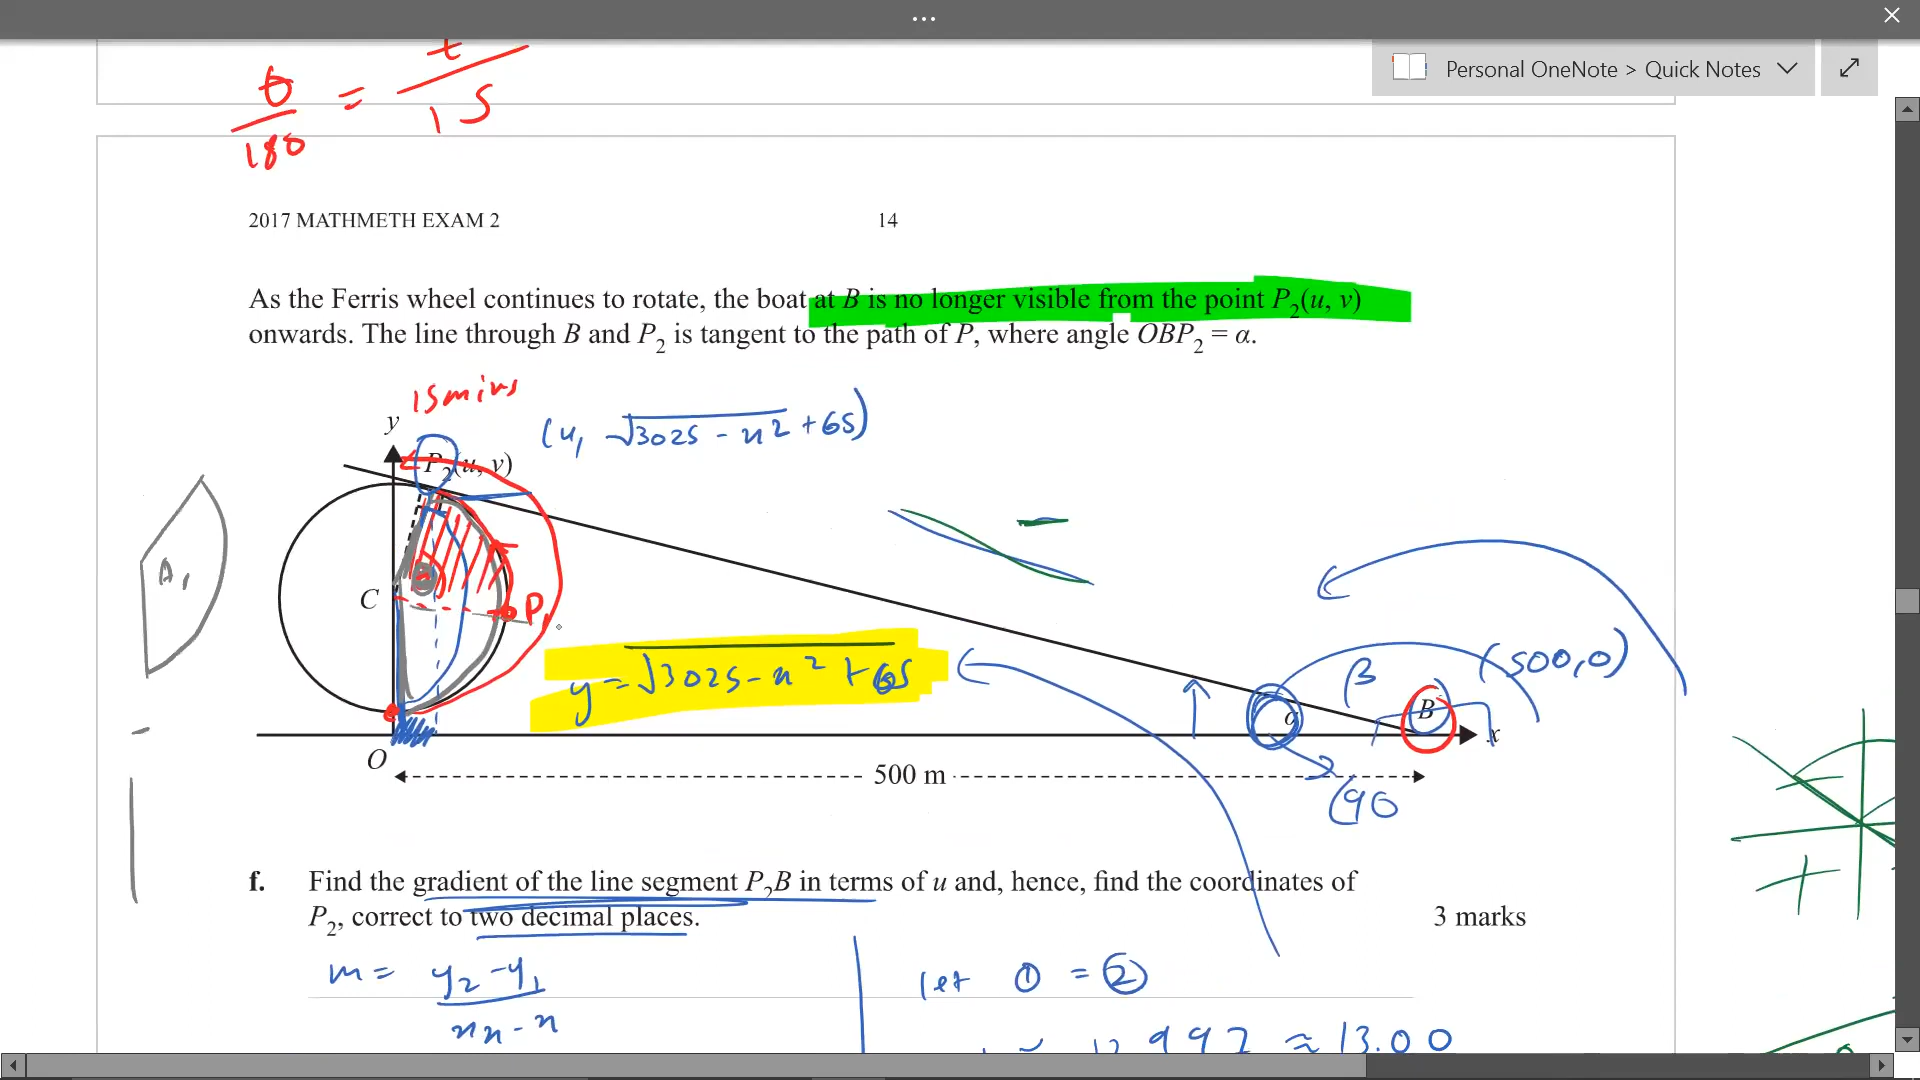 Personal OneNote > Quick Notes
θ/180 = t/15
2017 MATHMETH EXAM 2
14
As the Ferris wheel continues to rotate, the boat at B is no longer visible from the point P₂(u, v)
onwards. The line through B and P₂ is tangent to the path of P, where angle OBP₂ = α.
15mins
y
(u, √3025 - u² + 65)
P₂(u, v)
A₁
C
P₁
y = √3025 - x² + 65
β
(500,0)
α
B
x
O
500 m
(90
f. Find the gradient of the line segment P₂B in terms of u and, hence, find the coordinates of
P₂, correct to two decimal places.
3 marks
m = y₂ - y₁
let ① = ②
≈ 13.00